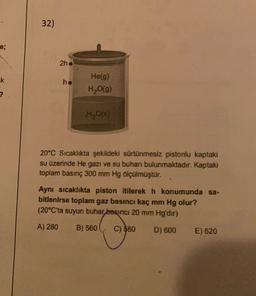 32)
e;
2h
k
h
He(g)
H₂O(g)
?
H₂O(s)
20°C Sıcaklıkta şekildeki sürtünmesiz pistonlu kaptaki
su üzerinde He gazı ve su buharı bulunmaktadır. Kaptaki
toplam basınç 300 mm Hg ölçülmüştür.
Aynı sıcaklıkta piston itilerek h konumunda sa-
bitlenirse toplam gaz basıncı kaç mm Hg olur?
(20°C'ta suyun buhar basıncı 20 mm Hg'dir)
A) 280 B) 560 C) 580 D) 600 E) 620